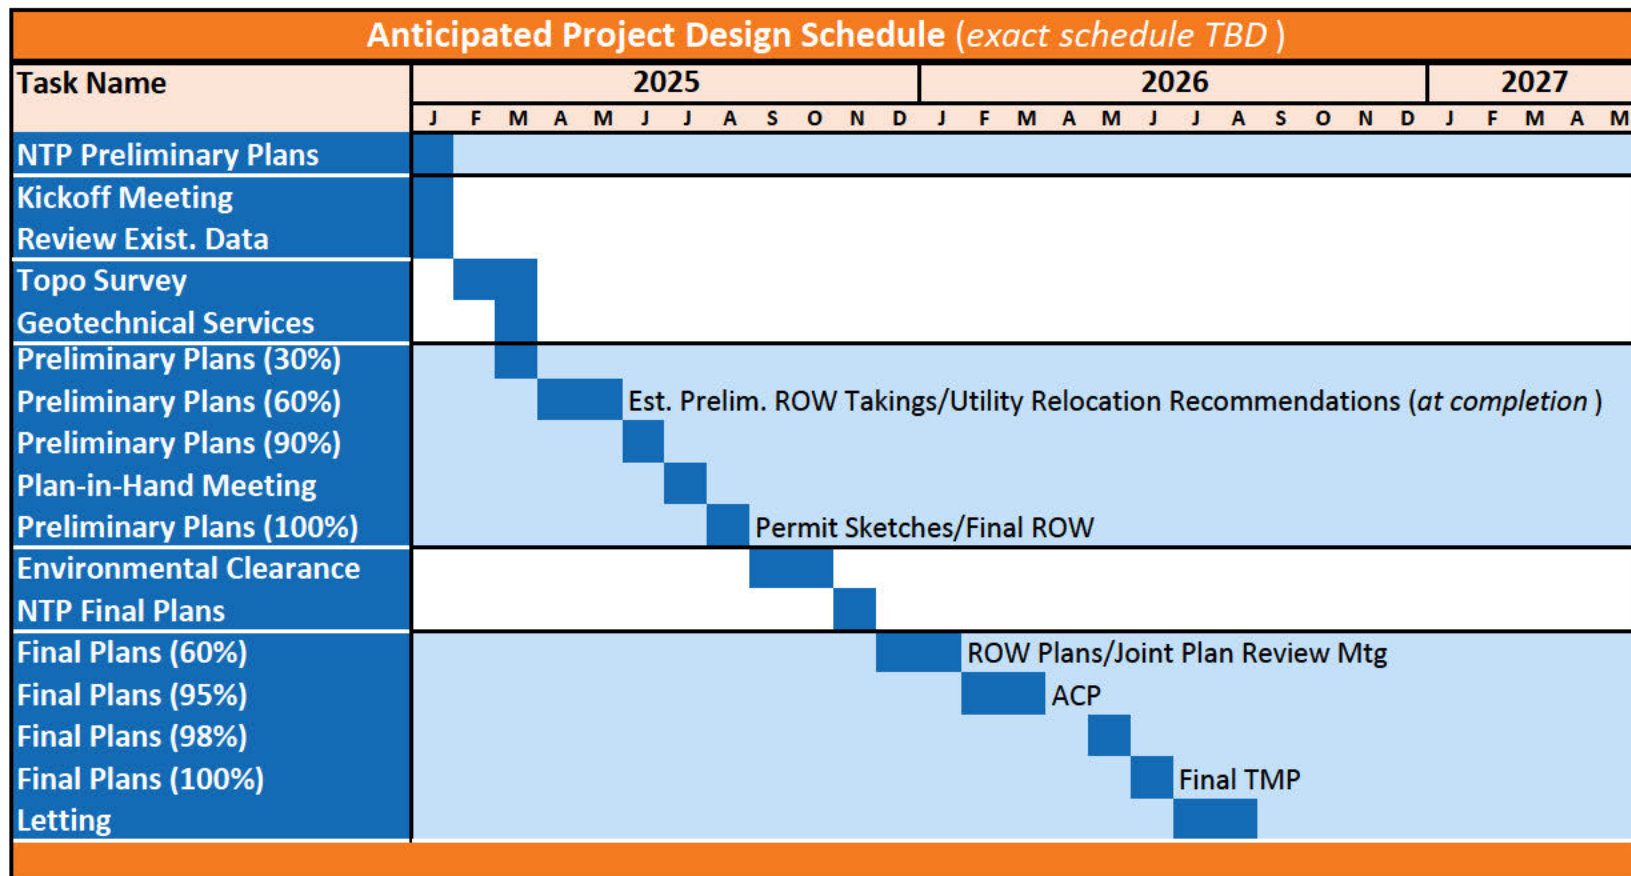 Anticipated Project Design Schedule (exact schedule TBD )
Task Name 2025 2026 2027
J F M A M J J A S O N D J F M A M J J A S O N D J F M A M
NTP Preliminary Plans
Kickoff Meeting
Review Exist. Data
Topo Survey
Geotechnical Services
Preliminary Plans (30%)
Preliminary Plans (60%) Est. Prelim. ROW Takings/Utility Relocation Recommendations (at completion )
Preliminary Plans (90%)
Plan-in-Hand Meeting
Preliminary Plans (100%) Permit Sketches/Final ROW
Environmental Clearance
NTP Final Plans
Final Plans (60%) ROW Plans/Joint Plan Review Mtg
Final Plans (95%) ACP
Final Plans (98%)
Final Plans (100%) Final TMP
Letting